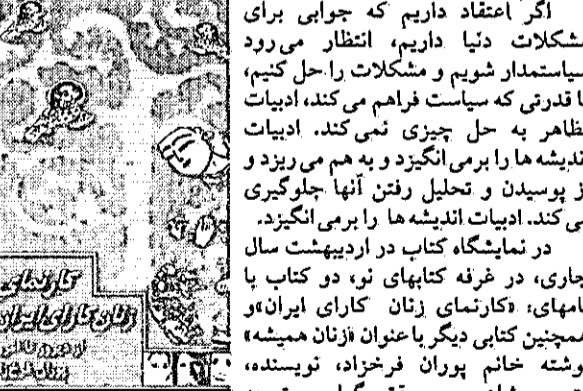 اگر اعتقاد داریم که جوابی برای
مشکلات دنیا داریم، انتظار می‌رود
سیاستمدار شویم و مشکلات را حل کنیم،
با قدرتی که سیاست فراهم می‌کند، ادبیات
تظاهر به حل چیزی نمی‌کند. ادبیات
اندیشه‌ها را برمی‌انگیزد و به هم می‌ریزد و
از پوسیدن و تحلیل رفتن آنها جلوگیری
می‌کند. ادبیات اندیشه‌ها را برمی‌انگیزد.
در نمایشگاه کتاب در اردیبهشت سال
جاری، در غرفه کتابهای نو، دو کتاب با
نامهای: «کارنمای زنان کارای ایران»و
همچنین کتابی دیگر با عنوان «زنان همیشه»
نوشته خانم پوران فرخزاد، نویسنده،
کارنمای
زنان کارای ایران